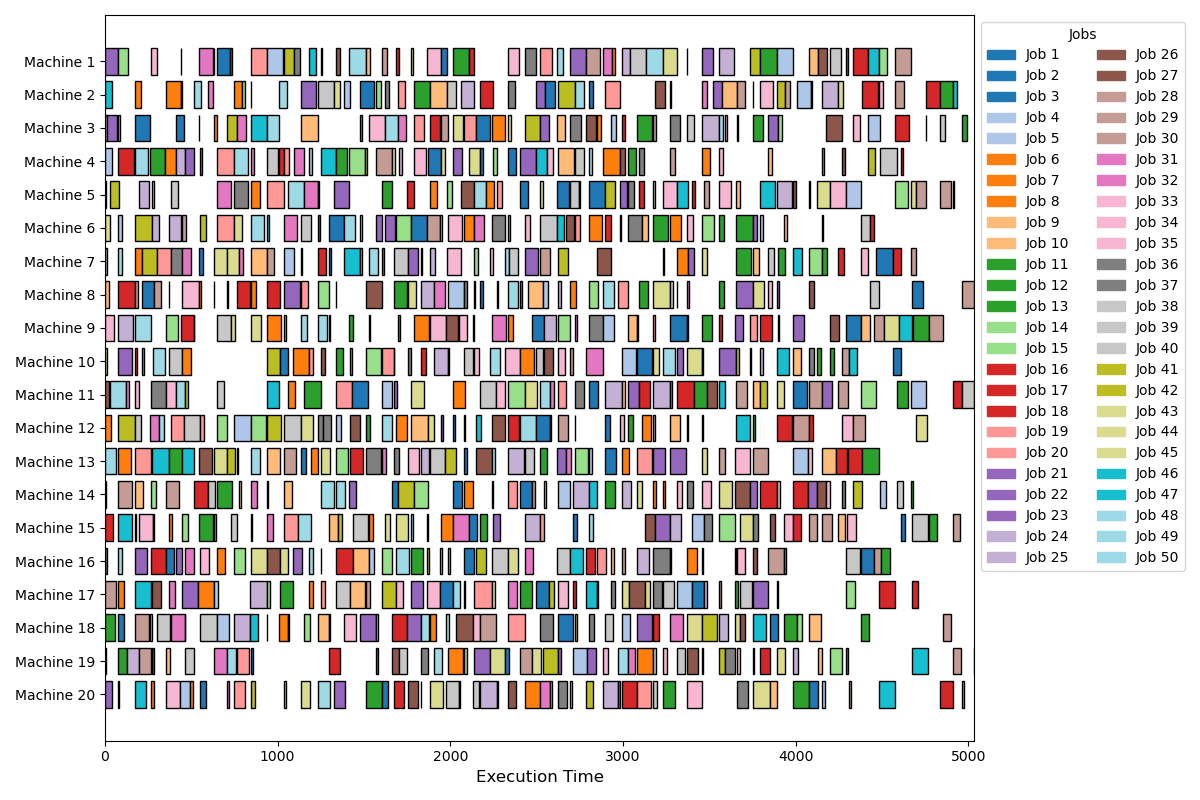 Machine 1
Machine 2
Machine 3
Machine 4
Machine 5
Machine 6
Machine 7
Machine 8
Machine 9
Machine 10
Machine 11
Machine 12
Machine 13
Machine 14
Machine 15
Machine 16
Machine 17
Machine 18
Machine 19
Machine 20
0 1000 2000 3000 4000 5000
Execution Time
Jobs
Job 1
Job 2
Job 3
Job 4
Job 5
Job 6
Job 7
Job 8
Job 9
Job 10
Job 11
Job 12
Job 13
Job 14
Job 15
Job 16
Job 17
Job 18
Job 19
Job 20
Job 21
Job 22
Job 23
Job 24
Job 25
Job 26
Job 27
Job 28
Job 29
Job 30
Job 31
Job 32
Job 33
Job 34
Job 35
Job 36
Job 37
Job 38
Job 39
Job 40
Job 41
Job 42
Job 43
Job 44
Job 45
Job 46
Job 47
Job 48
Job 49
Job 50